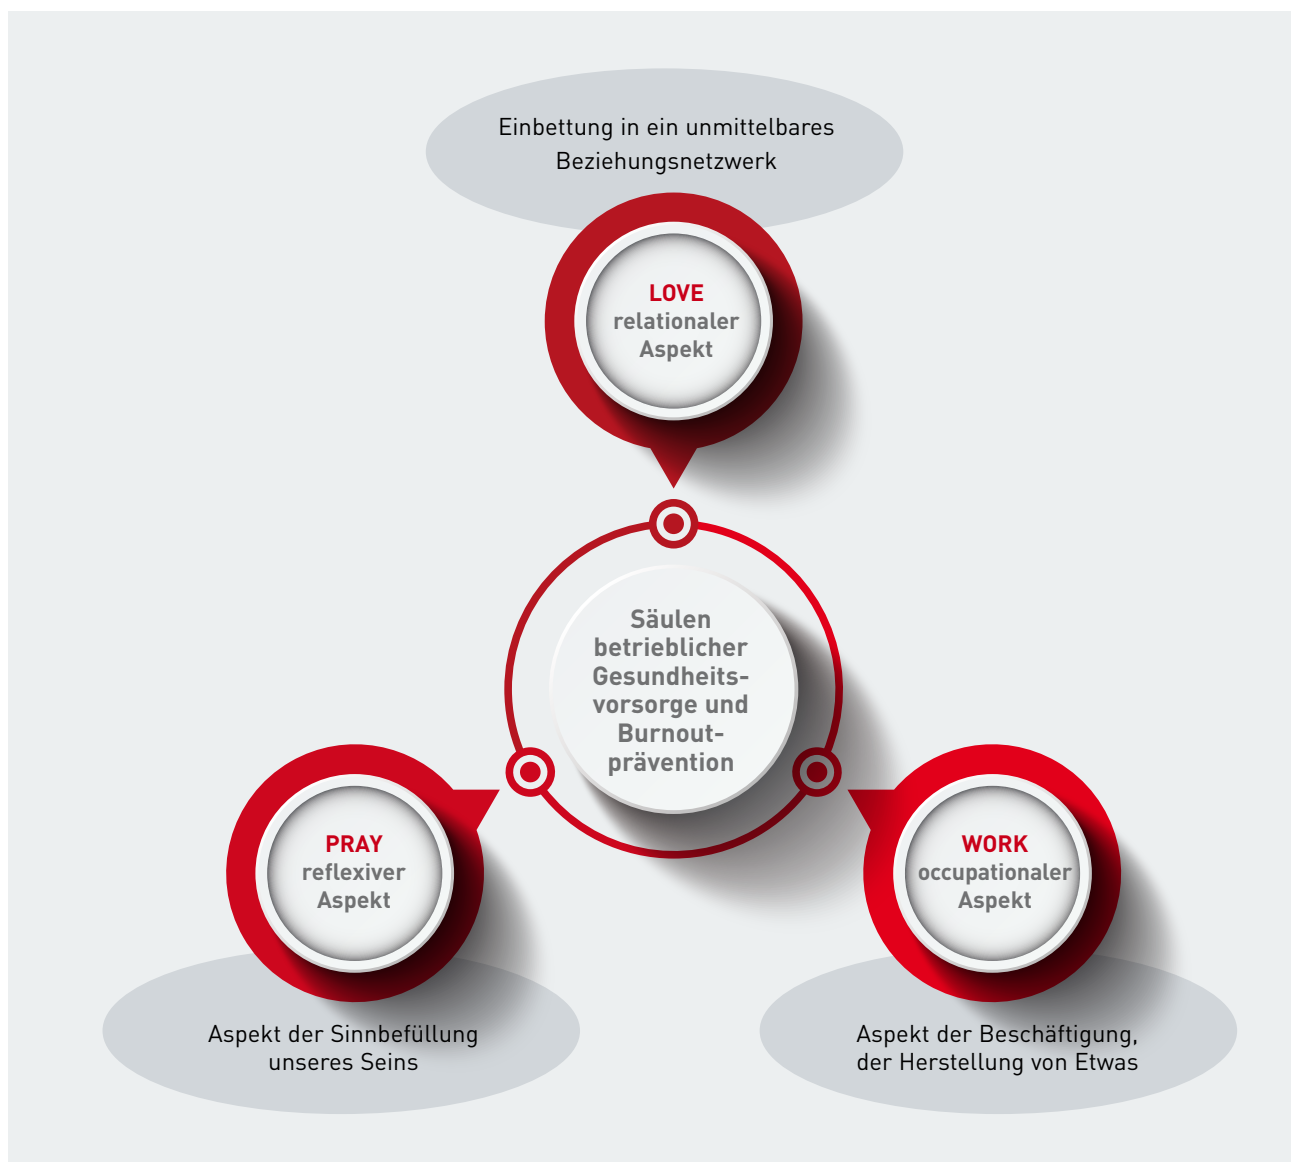 Einbettung in ein unmittelbares
Beziehungsnetzwerk
LOVE
relationaler
Aspekt
Säulen
betrieblicher
Gesundheits-
vorsorge und
Burnout-
prävention
PRAY
reflexiver
Aspekt
WORK
occupationaler
Aspekt
Aspekt der Sinnbefüllung
unseres Seins
Aspekt der Beschäftigung,
der Herstellung von Etwas